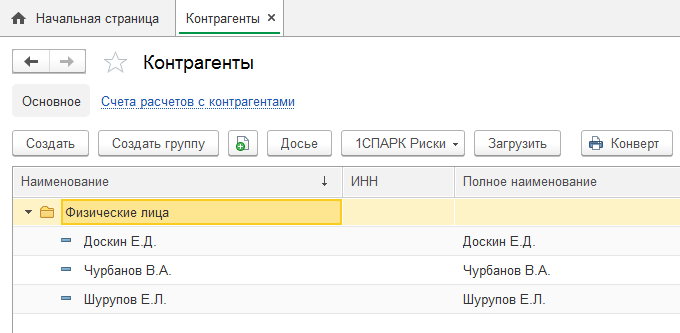 Начальная страница Контрагенты ×
Контрагенты
Основное Счета расчетов с контрагентами
Создать Создать группу Досье 1СПАРК Риски Загрузить Конверт
Наименование ↓ ИНН Полное наименование
Физические лица
Доскин Е.Д. Доскин Е.Д.
Чурбанов В.А. Чурбанов В.А.
Шурупов Е.Л. Шурупов Е.Л.